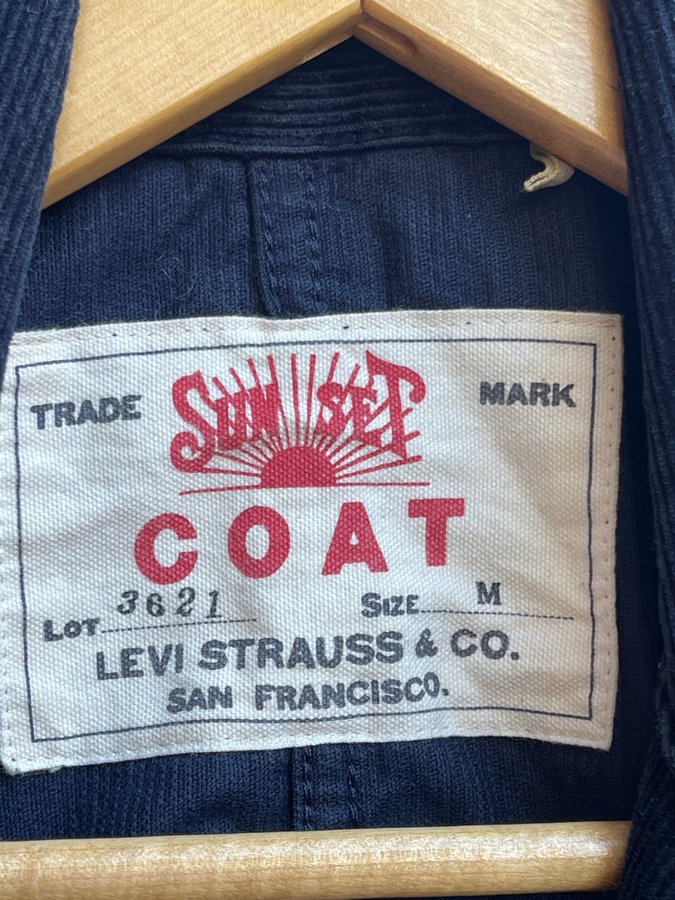 TRADE SUNSET MARK
COAT
LOT 3621 SIZE M
LEVI STRAUSS & CO.
SAN FRANCISCO.